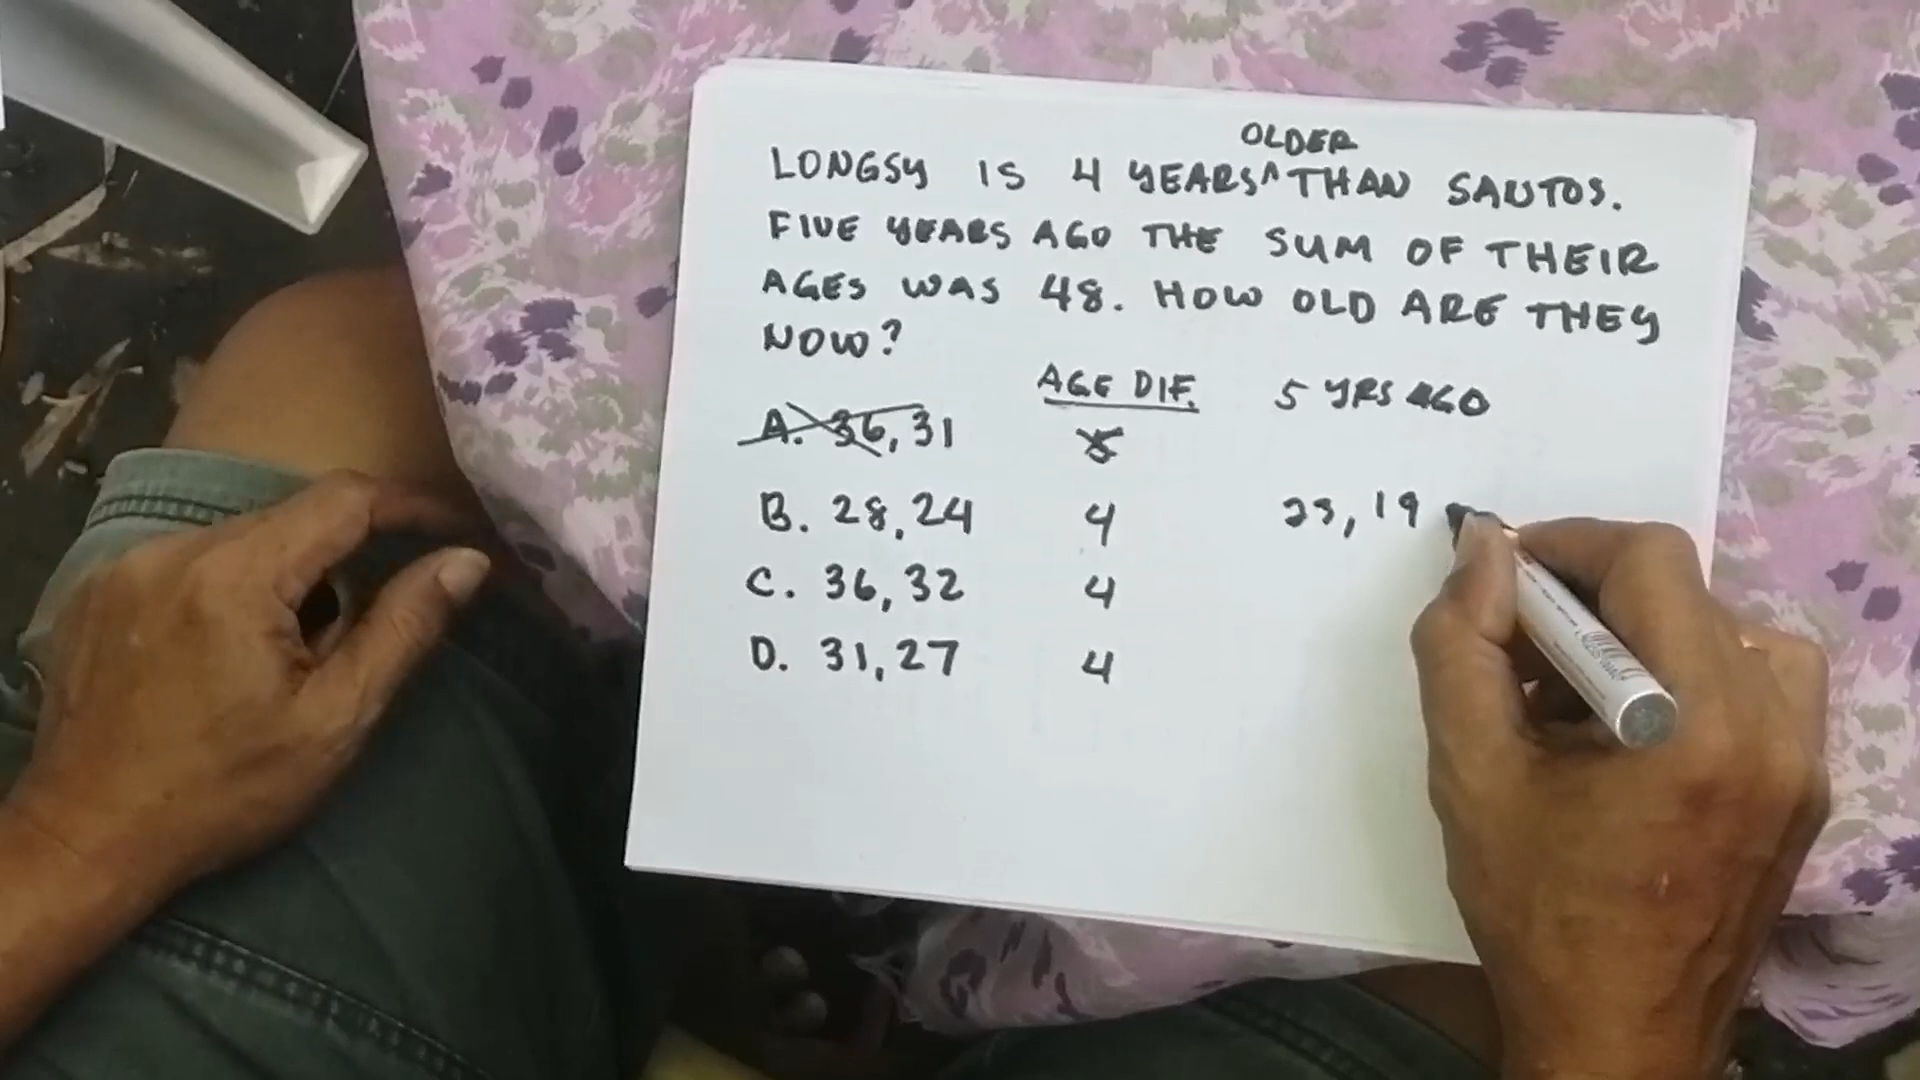 OLDER
LONGSY IS 4 YEARS^THAN SANTOS.
FIVE YEARS AGO THE SUM OF THEIR
AGES WAS 48. HOW OLD ARE THEY
NOW?
AGE DIF. 5 YRS AGO
A. 36, 31 5
B. 28, 24 4 23, 19
C. 36, 32 4
D. 31, 27 4